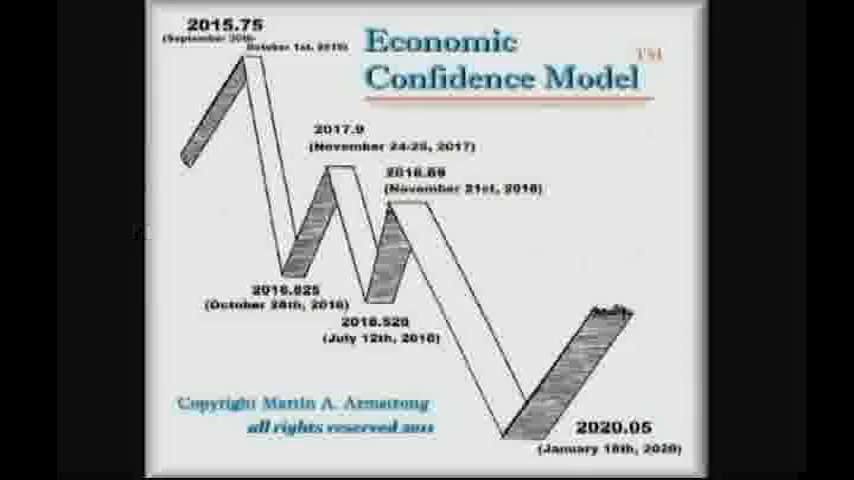 2015.75
(September 30th
October 1st, 2015)
Economic
Confidence Model
TM
2017.9
(November 24-25, 2017)
2018.89
(November 21st, 2018)
2016.825
(October 28th, 2016)
2018.528
(July 12th, 2018)
Copyright Martin A. Armstrong
all rights reserved 2011
2020.05
(January 18th, 2020)